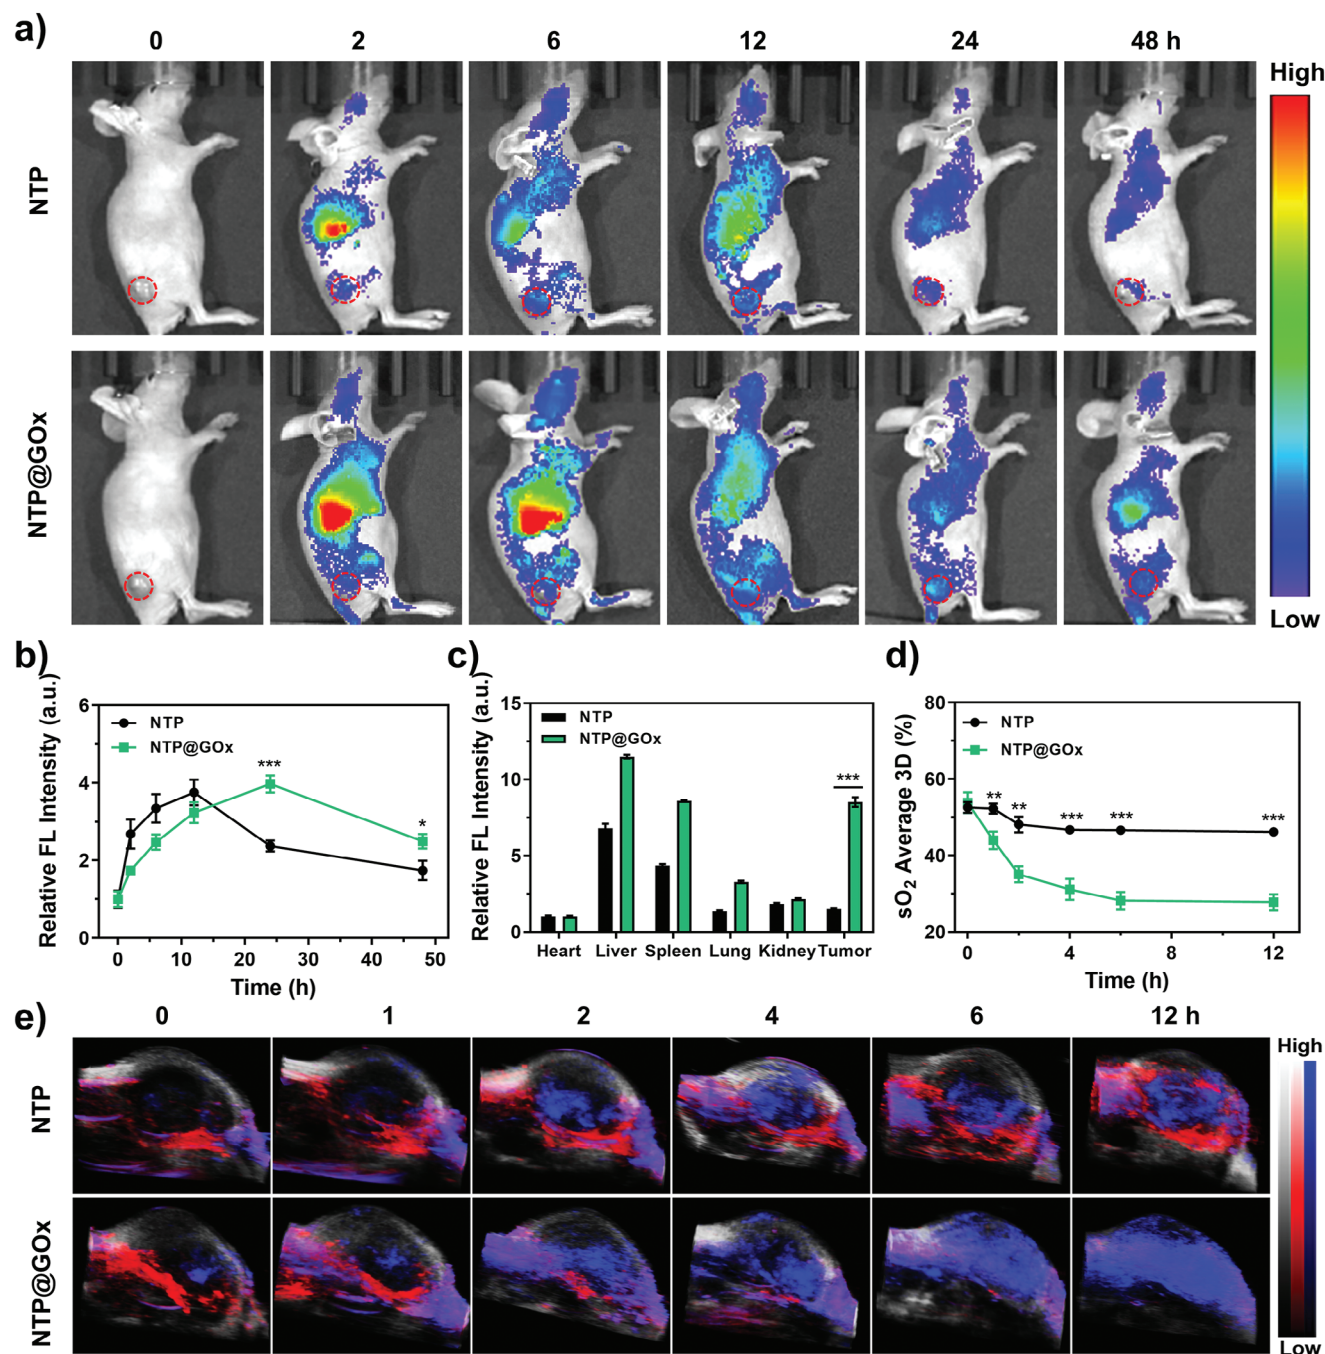 a)
0 2 6 12 24 48 h
NTP
High
NTP@GOx
Low
b)
Relative FL Intensity (a.u.)
6
4
2
0
NTP
NTP@GOx
***
*
0 10 20 30 40 50
Time (h)
c)
Relative FL Intensity (a.u.)
15
10
5
0
NTP
NTP@GOx
***
Heart Liver Spleen Lung Kidney Tumor
d)
sO₂ Average 3D (%)
80
60
40
20
NTP
NTP@GOx
** ** *** *** ***
0 2 4 6 8 10 12
Time (h)
e)
0 1 2 4 6 12 h
NTP
High
NTP@GOx
Low